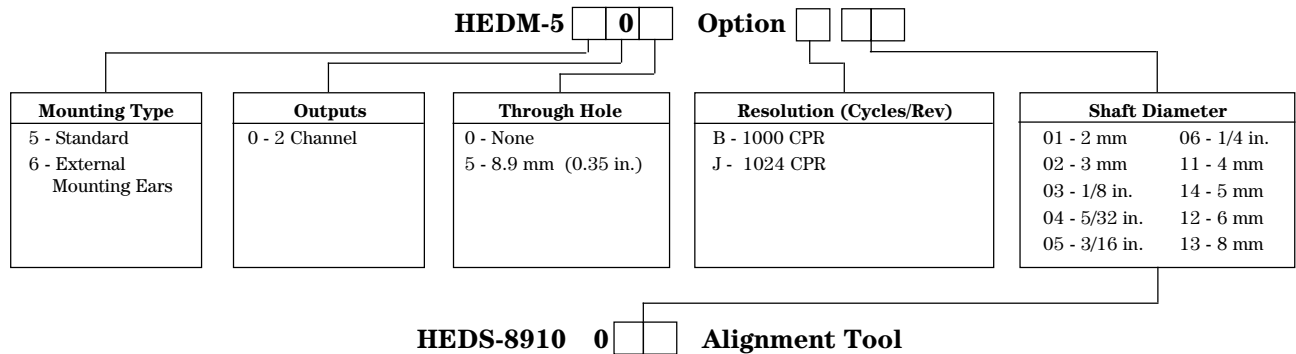 HEDM-5 0 Option
Mounting Type
5 - Standard
6 - External
Mounting Ears
Outputs
0 - 2 Channel
Through Hole
0 - None
5 - 8.9 mm (0.35 in.)
Resolution (Cycles/Rev)
B - 1000 CPR
J - 1024 CPR
Shaft Diameter
01 - 2 mm 06 - 1/4 in.
02 - 3 mm 11 - 4 mm
03 - 1/8 in. 14 - 5 mm
04 - 5/32 in. 12 - 6 mm
05 - 3/16 in. 13 - 8 mm
HEDS-8910 0 Alignment Tool